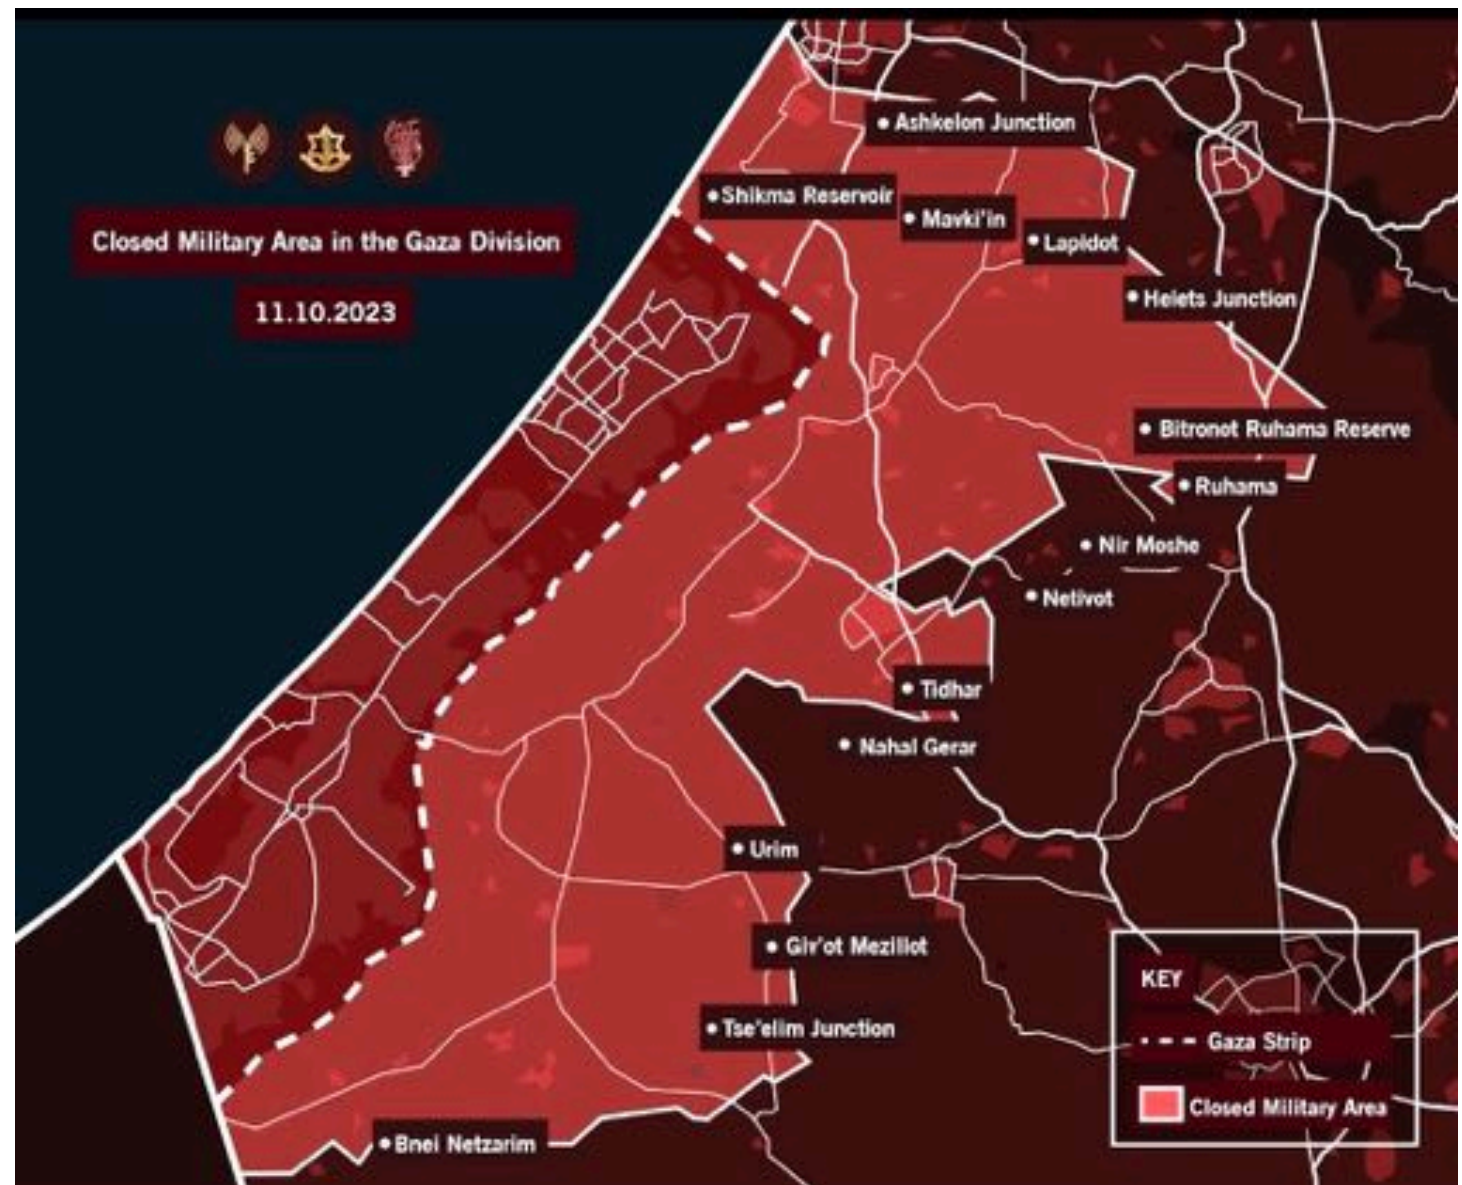 Closed Military Area in the Gaza Division
11.10.2023
Ashkelon Junction
Shikma Reservoir
Mavki'in
Lapidot
Helets Junction
Bitronot Ruhama Reserve
Ruhama
Nir Moshe
Netivot
Tidhar
Nahal Gerar
Urim
Giv'ot Mezillot
Tse'elim Junction
Bnei Netzarim
KEY
Gaza Strip
Closed Military Area